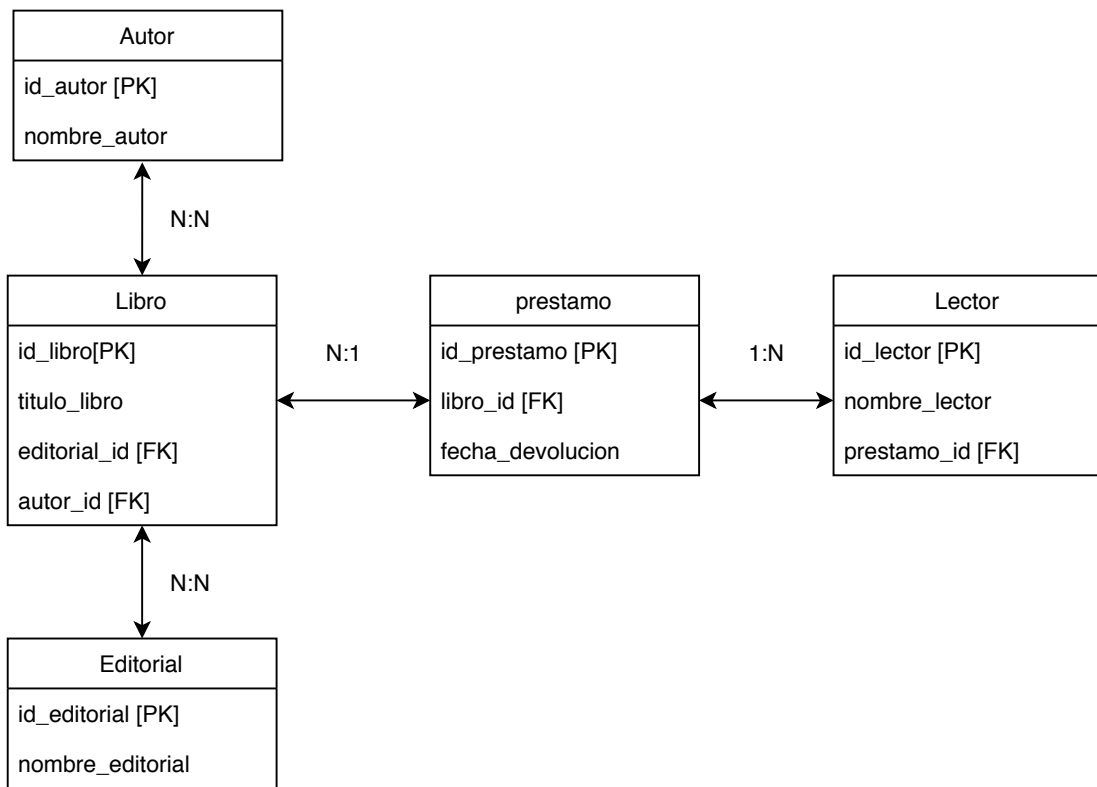 Autor
id_autor [PK]
nombre_autor
N:N
Libro
id_libro[PK]
titulo_libro
editorial_id [FK]
autor_id [FK]
N:1
prestamo
id_prestamo [PK]
libro_id [FK]
fecha_devolucion
1:N
Lector
id_lector [PK]
nombre_lector
prestamo_id [FK]
N:N
Editorial
id_editorial [PK]
nombre_editorial